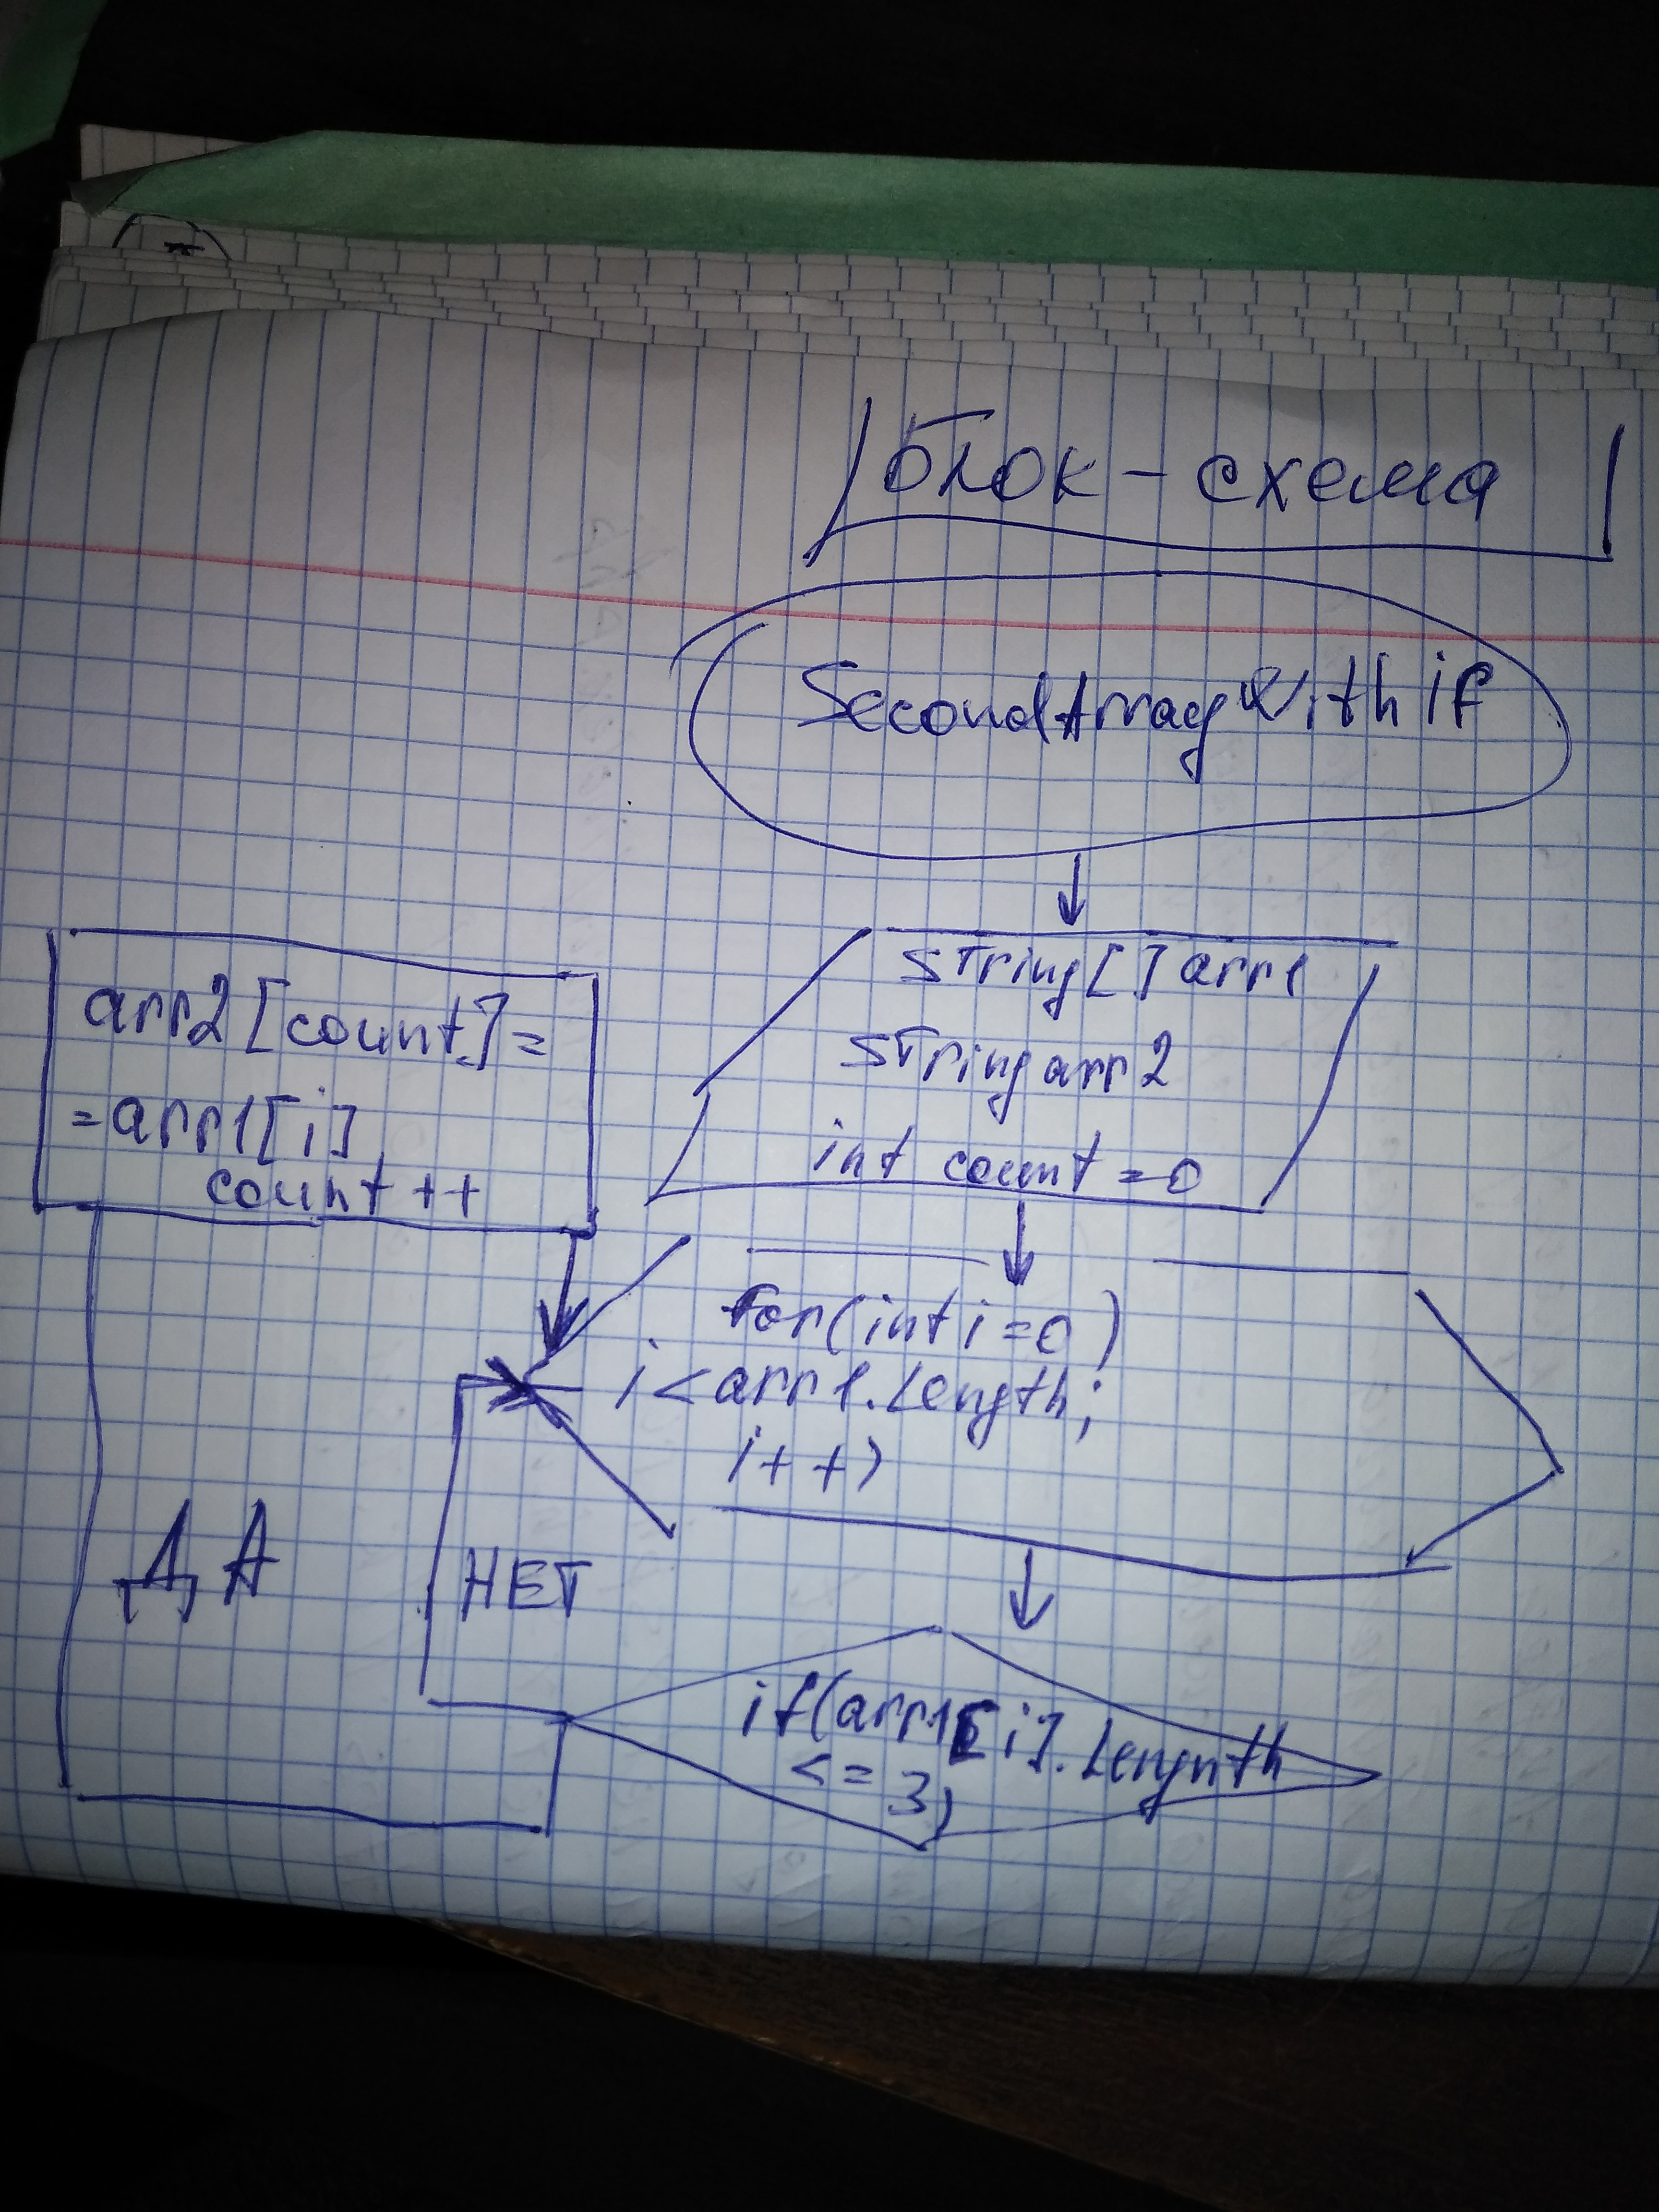 блок-схема
SecondArrayWithif
string[] arr1
string arr2
int count = 0
for(int i=0)
i<arr1.Length;
i++)
if(arr1[i].Lengnth
<= 3)
НЕТ
ДА
arr2[count]=
=arr1[i]
count++